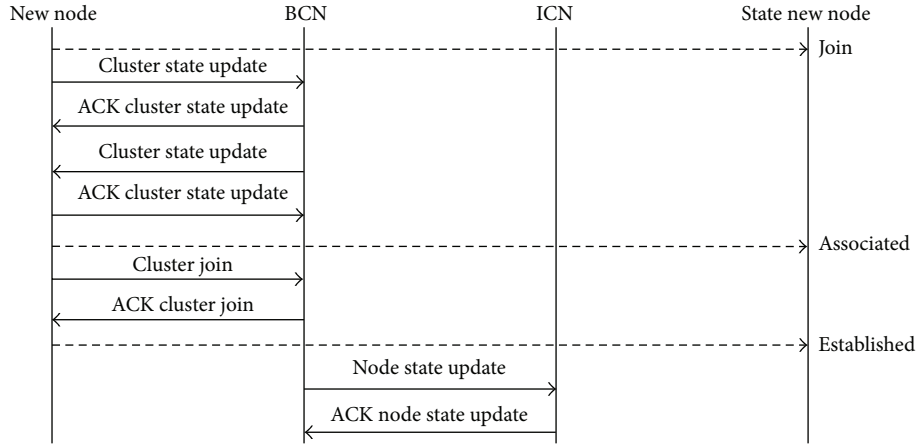 New node
BCN
ICN
State new node
Join
Cluster state update
ACK cluster state update
Cluster state update
ACK cluster state update
Associated
Cluster join
ACK cluster join
Established
Node state update
ACK node state update